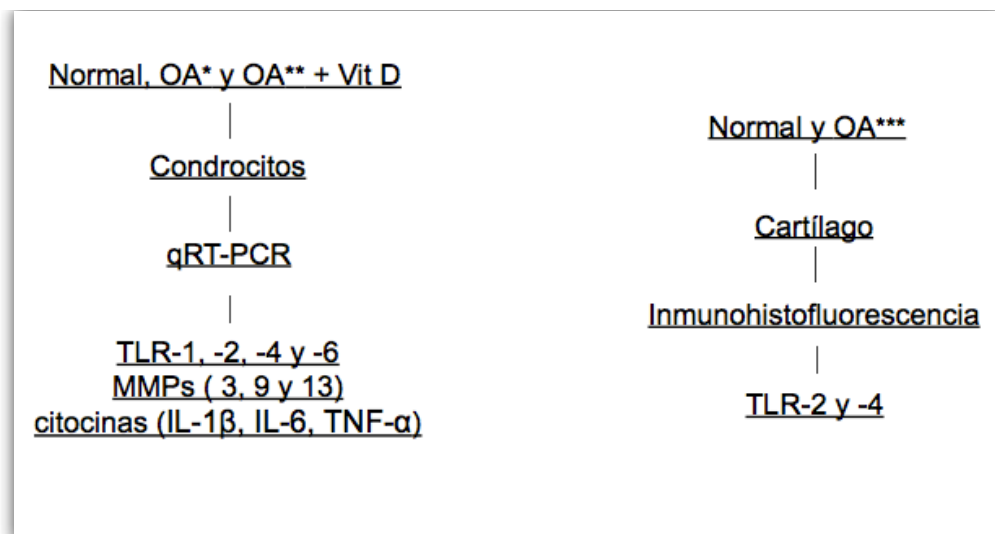 Normal, OA* y OA** + Vit D
Condrocitos
qRT-PCR
TLR-1, -2, -4 y -6
MMPs ( 3, 9 y 13)
citocinas (IL-1β, IL-6, TNF-α)
Normal y OA***
Cartílago
Inmunohistofluorescencia
TLR-2 y -4